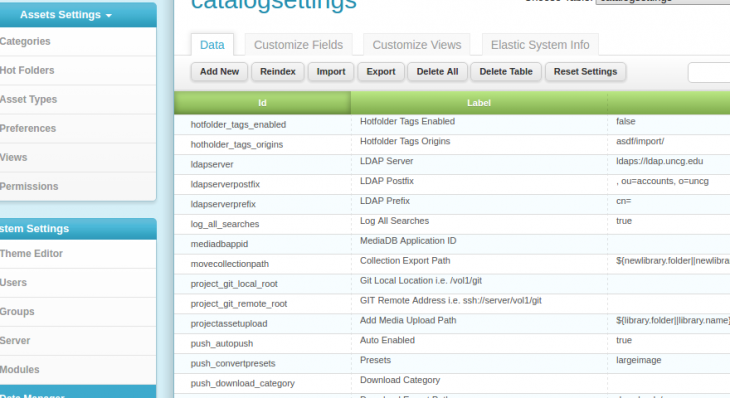 catalogsettings
Assets Settings
Categories
Hot Folders
Asset Types
Preferences
Views
Permissions
stem Settings
Theme Editor
Users
Groups
Server
Modules
Data Manager
Data Customize Fields Customize Views Elastic System Info
Add New Reindex Import Export Delete All Delete Table Reset Settings
Id Label
hotfolder_tags_enabled Hotfolder Tags Enabled false
hotholder_tags_origins Hotfolder Tags Origins asdf/import/
ldapserver LDAP Server ldaps://ldap.uncg.edu
ldapserverpostfix LDAP Postfix , ou=accounts, o=uncg
ldapserverprefix LDAP Prefix cn=
log_all_searches Log All Searches true
mediadbappid MediaDB Application ID
movecollectionpath Collection Export Path ${newlibrary.folder||newlibra
project_git_local_root Git Local Location i.e. /vol1/git
project_git_remote_root GIT Remote Address i.e. ssh://server/vol1/git
projectassetupload Add Media Upload Path ${library.folder||library.name}
push_autopush Auto Enabled true
push_convertpresets Presets largeimage
push_download_category Download Category